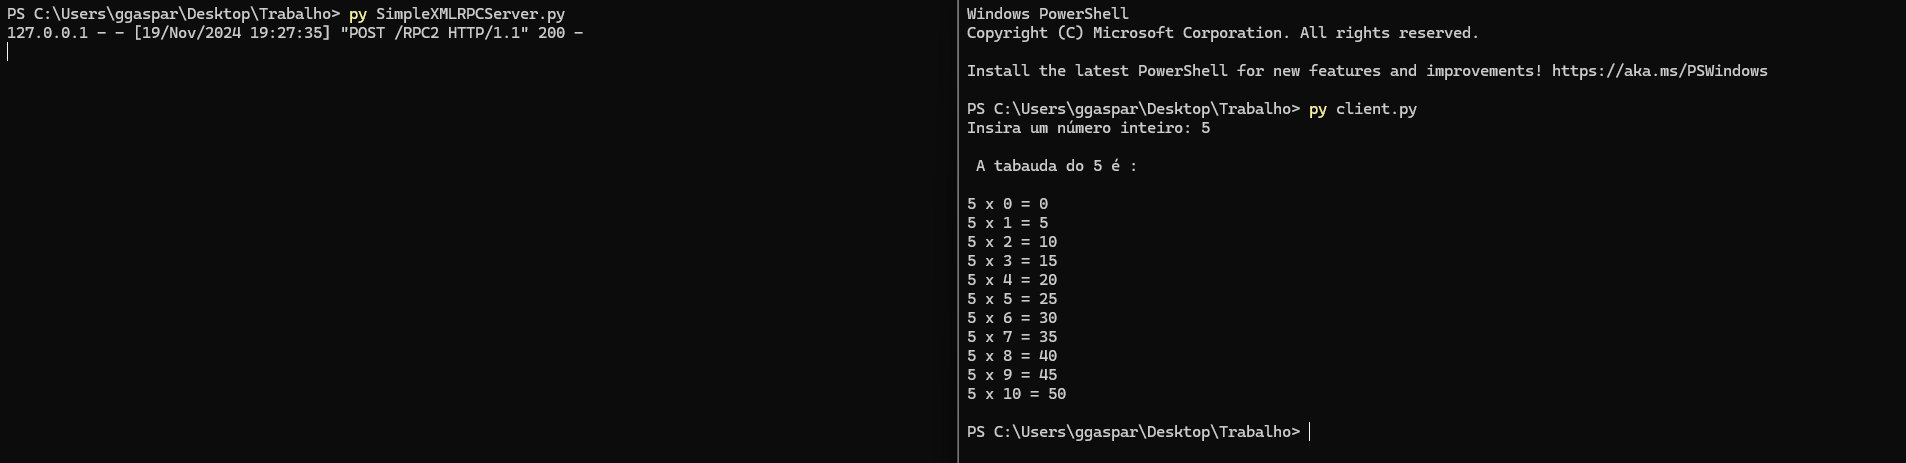 PS C:\Users\ggaspar\Desktop\Trabalho> py SimpleXMLRPCServer.py
127.0.0.1 - - [19/Nov/2024 19:27:35] "POST /RPC2 HTTP/1.1" 200 -
Windows PowerShell
Copyright (C) Microsoft Corporation. All rights reserved.
Install the latest PowerShell for new features and improvements! https://aka.ms/PSWindows
PS C:\Users\ggaspar\Desktop\Trabalho> py client.py
Insira um número inteiro: 5
A tabauda do 5 é :
5 x 0 = 0
5 x 1 = 5
5 x 2 = 10
5 x 3 = 15
5 x 4 = 20
5 x 5 = 25
5 x 6 = 30
5 x 7 = 35
5 x 8 = 40
5 x 9 = 45
5 x 10 = 50
PS C:\Users\ggaspar\Desktop\Trabalho>